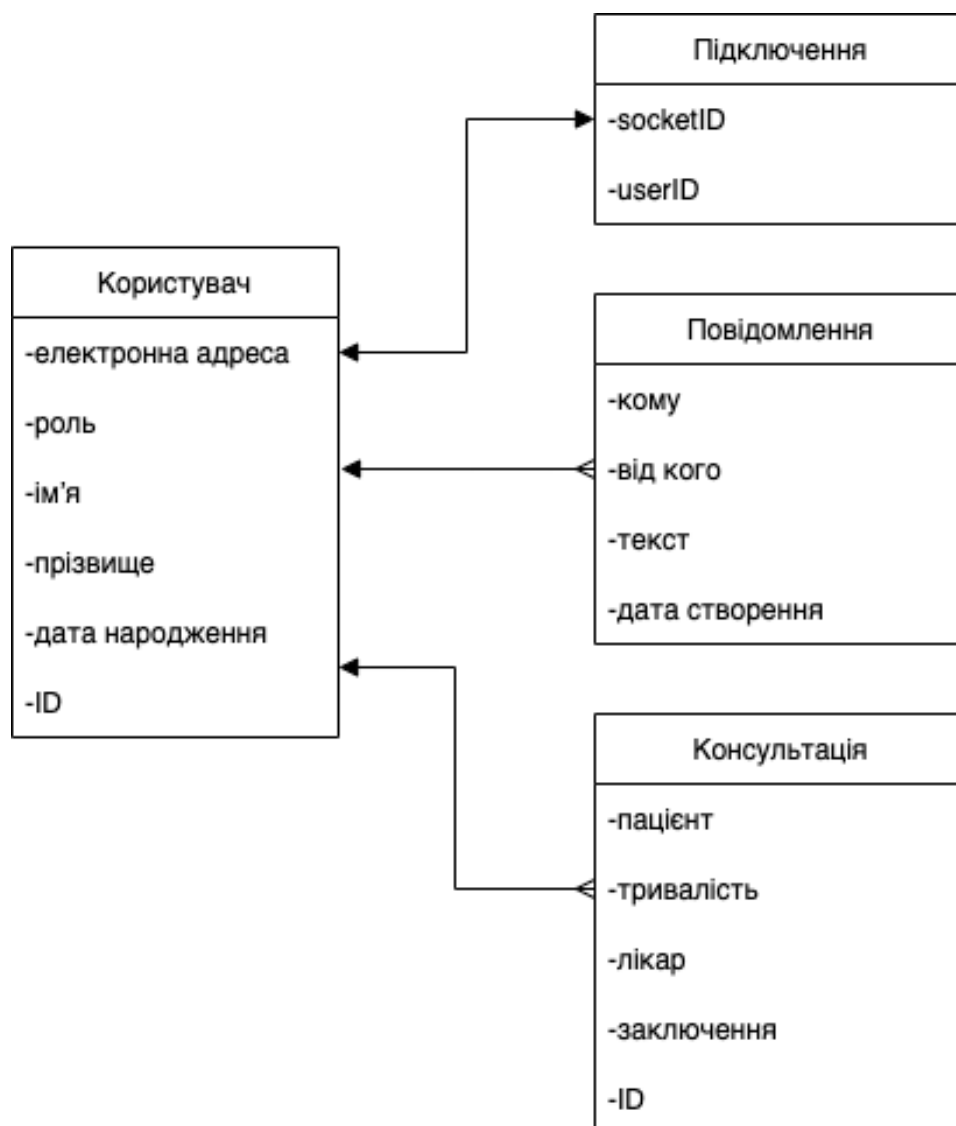 Підключення
-socketID
-userID
Користувач
-електронна адреса
-роль
-ім’я
-прізвище
-дата народження
-ID
Повідомлення
-кому
-від кого
-текст
-дата створення
Консультація
-пацієнт
-тривалість
-лікар
-заключення
-ID